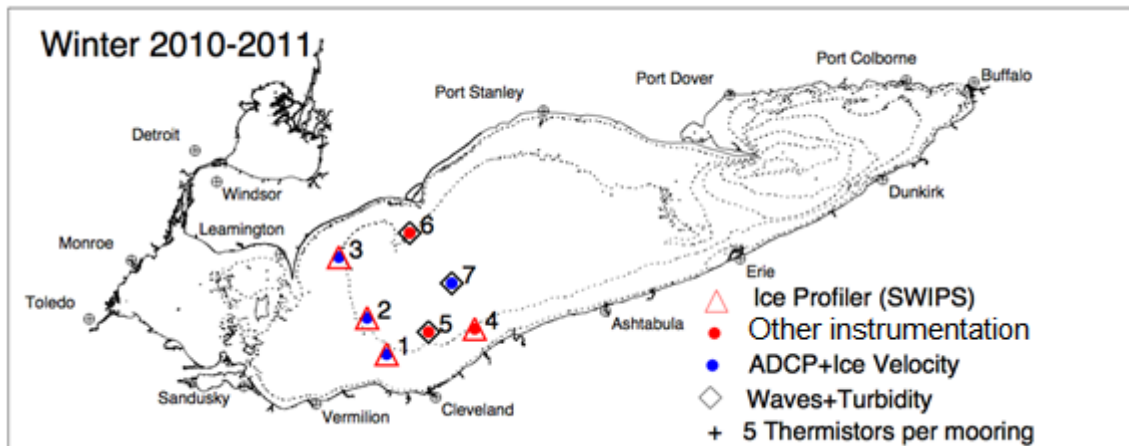 Winter 2010-2011
Port Colborne
Port Dover
Buffalo
Port Stanley
Detroit
Windsor
Dunkirk
Leamington
6
Monroe
3
7
Erie
Toledo
2
5
4
1
Ashtabula
Sandusky
Vermilion
Cleveland
Ice Profiler (SWIPS)
Other instrumentation
ADCP+Ice Velocity
Waves+Turbidity
+ 5 Thermistors per mooring